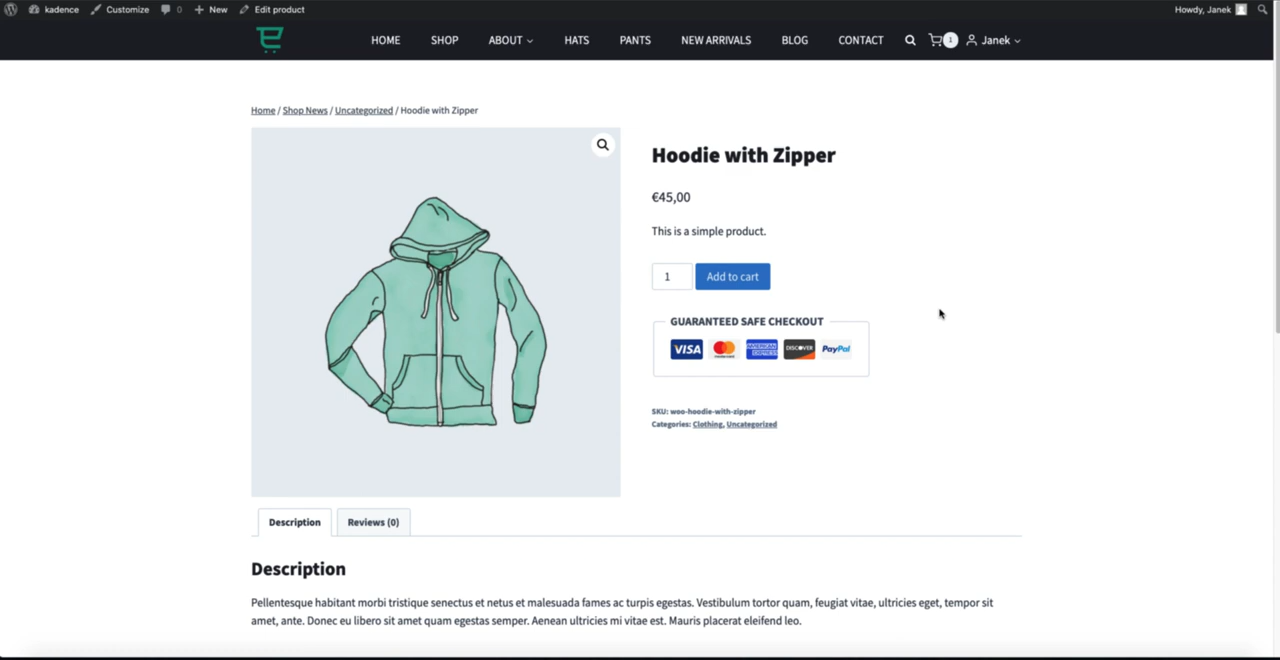 kadence Customize 0 New Edit product Howdy, Janek
HOME SHOP ABOUT HATS PANTS NEW ARRIVALS BLOG CONTACT 1 Janek
Home / Shop News / Uncategorized / Hoodie with Zipper
Hoodie with Zipper
€45,00
This is a simple product.
1 Add to cart
GUARANTEED SAFE CHECKOUT
VISA mastercard AMERICAN EXPRESS DISCOVER PayPal
SKU: woo-hoodie-with-zipper
Categories: Clothing, Uncategorized
Description Reviews (0)
Description
Pellentesque habitant morbi tristique senectus et netus et malesuada fames ac turpis egestas. Vestibulum tortor quam, feugiat vitae, ultricies eget, tempor sit
amet, ante. Donec eu libero sit amet quam egestas semper. Aenean ultricies mi vitae est. Mauris placerat eleifend leo.